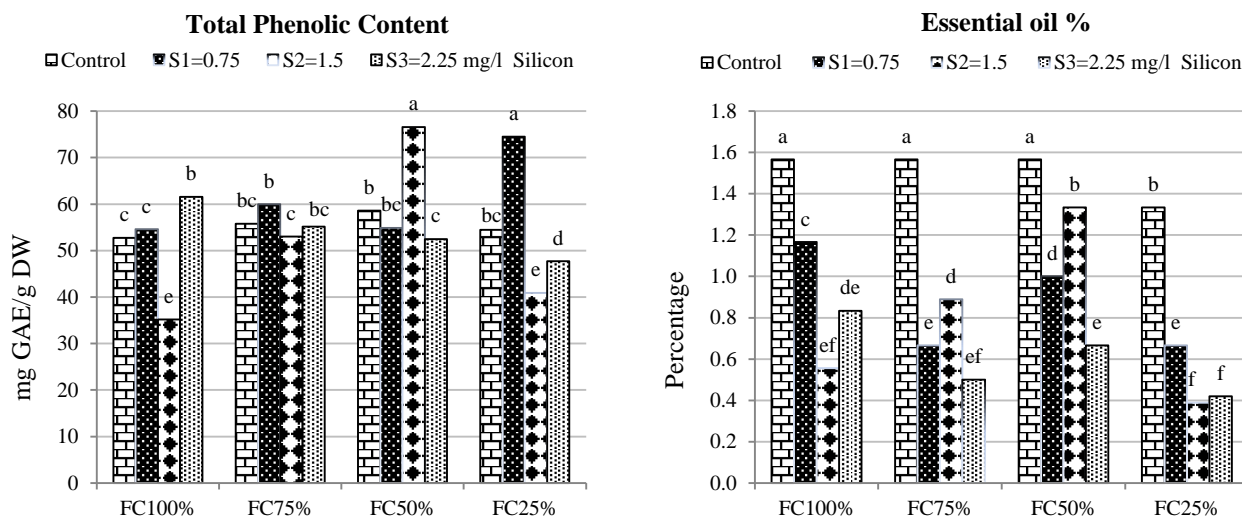 Total Phenolic Content
Control S1=0.75 S2=1.5 S3=2.25 mg/l Silicon
mg GAE/g DW
80
70
60
50
40
30
20
10
0
c c e b
bc b c bc
b bc a c
bc a e d
FC100% FC75% FC50% FC25%
Essential oil %
Control S1=0.75 S2=1.5 S3=2.25 mg/l Silicon
Percentage
1.8
1.6
1.4
1.2
1.0
0.8
0.6
0.4
0.2
0.0
a c ef de
a e d ef
a d b e
b e f f
FC100% FC75% FC50% FC25%